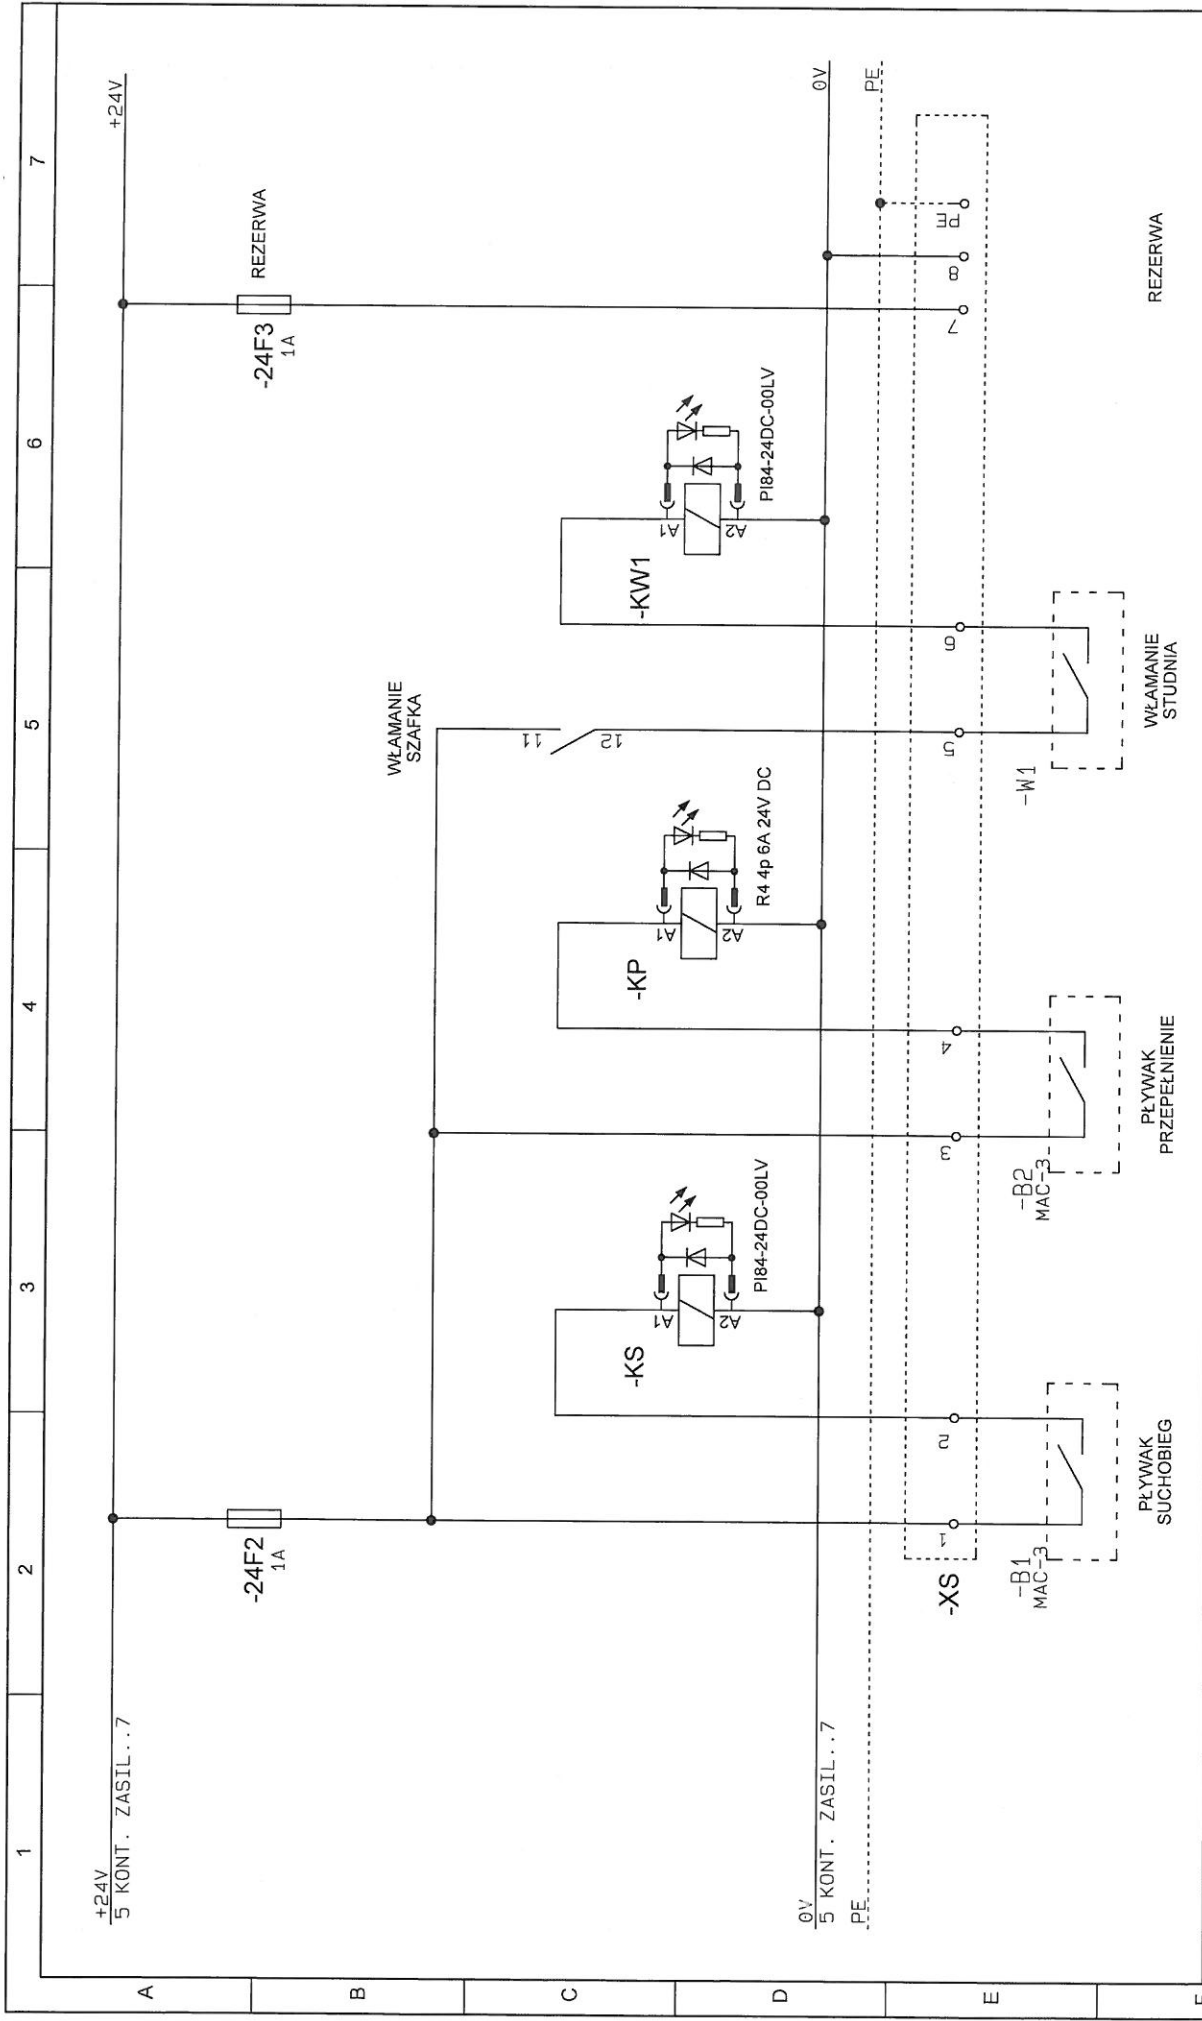 1
2
3
4
5
6
7
A
B
C
D
E
F
+24V
5 KONT. ZASIL..7
+24V
-24F2
1A
-24F3
1A
REZERWA
WŁAMANIE
SZAFKA
11
12
-KS
A1
A2
PI84-24DC-00LV
-KP
A1
A2
R4 4p 6A 24V DC
-KW1
A1
A2
PI84-24DC-00LV
0V
5 KONT. ZASIL..7
0V
PE
PE
-XS
1
2
3
4
5
6
7
8
PE
-B1
MAC-3
-B2
MAC-3
-W1
PŁYWAK
SUCHOBIEG
PŁYWAK
PRZEPEŁNIENIE
WŁAMANIE
STUDNIA
REZERWA